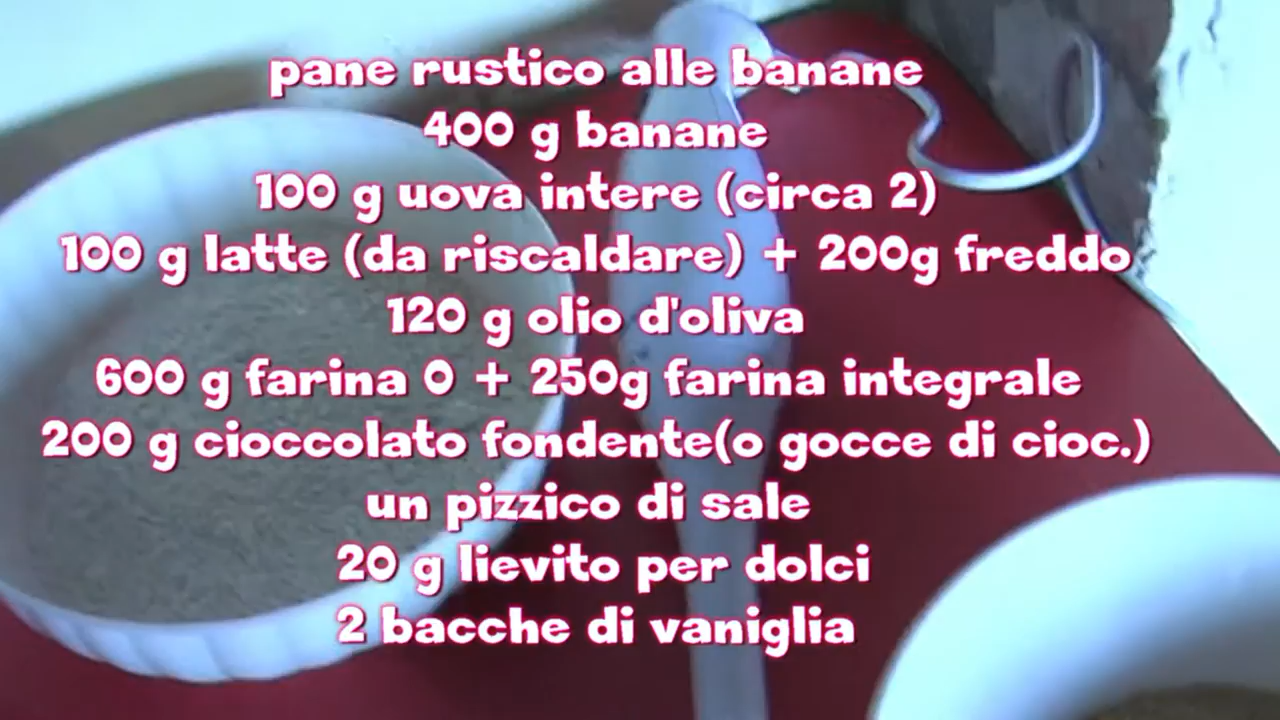 pane rustico alle banane
400 g banane
100 g uova intere (circa 2)
100 g latte (da riscaldare) + 200g freddo
120 g olio d'oliva
600 g farina 0 + 250g farina integrale
200 g cioccolato fondente(o gocce di cioc.)
un pizzico di sale
20 g lievito per dolci
2 bacche di vaniglia